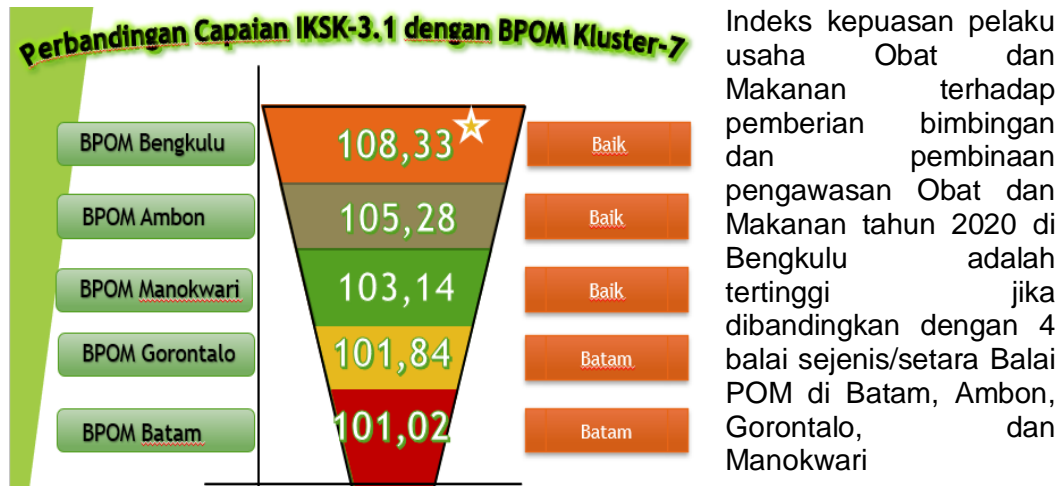 Perbandingan Capaian IKSK-3.1 dengan BPOM Kluster-7
BPOM Bengkulu 108,33 Baik
BPOM Ambon 105,28 Baik
BPOM Manokwari 103,14 Baik
BPOM Gorontalo 101,84 Batam
BPOM Batam 101,02 Batam
Indeks kepuasan pelaku
usaha Obat dan
Makanan terhadap
pemberian bimbingan
dan pembinaan
pengawasan Obat dan
Makanan tahun 2020 di
Bengkulu adalah
tertinggi jika
dibandingkan dengan 4
balai sejenis/setara Balai
POM di Batam, Ambon,
Gorontalo, dan
Manokwari